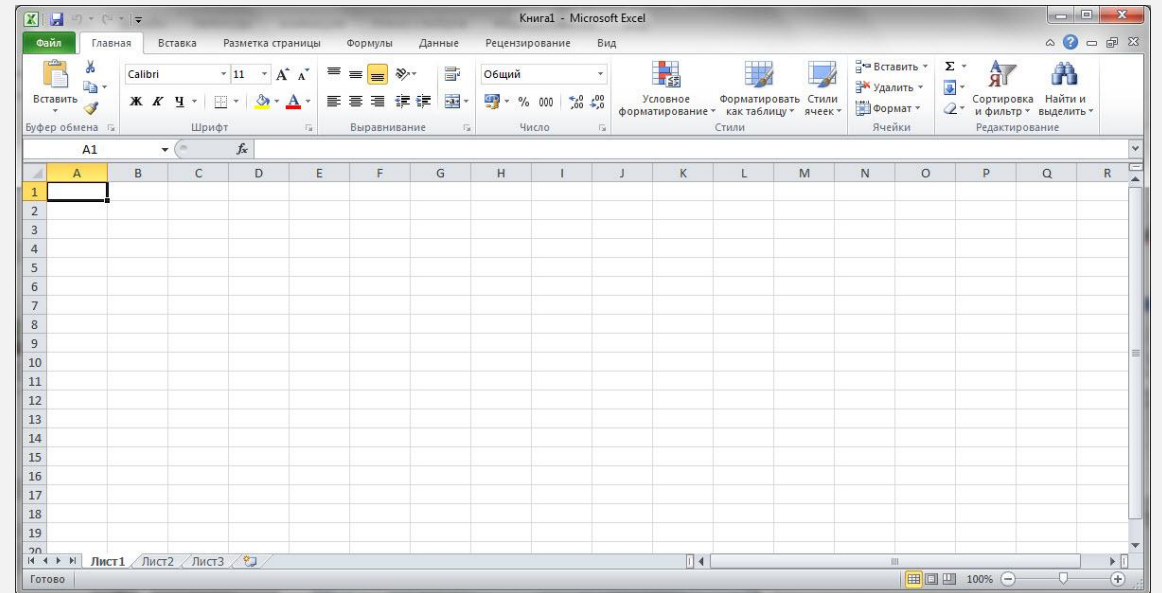 Книга1 - Microsoft Excel
Файл Главная Вставка Разметка страницы Формулы Данные Рецензирование Вид
Вставить
Буфер обмена
Calibri 11
Ж К Ч
Шрифт
Выравнивание
Общий
% 000
Число
Условное форматирование
Форматировать как таблицу
Стили ячеек
Стили
Вставить
Удалить
Формат
Ячейки
Σ
Сортировка и фильтр
Найти и выделить
Редактирование
A1 fx
A B C D E F G H I J K L M N O P Q R
1
2
3
4
5
6
7
8
9
10
11
12
13
14
15
16
17
18
19
20
Лист1 Лист2 Лист3
Готово 100%